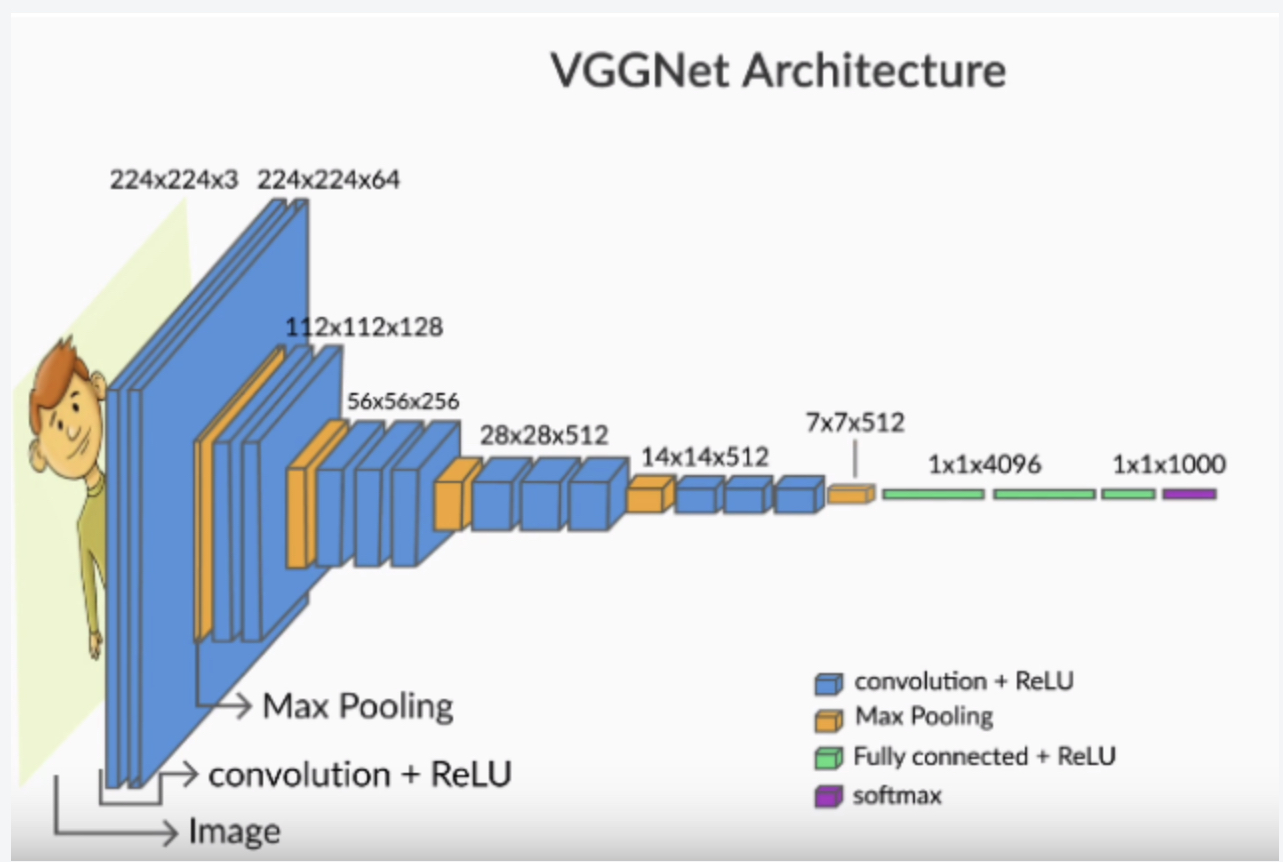 VGGNet Architecture
224x224x3
224x224x64
112x112x128
56x56x256
28x28x512
14x14x512
7x7x512
1x1x4096
1x1x1000
Max Pooling
convolution + ReLU
Image
convolution + ReLU
Max Pooling
Fully connected + ReLU
softmax